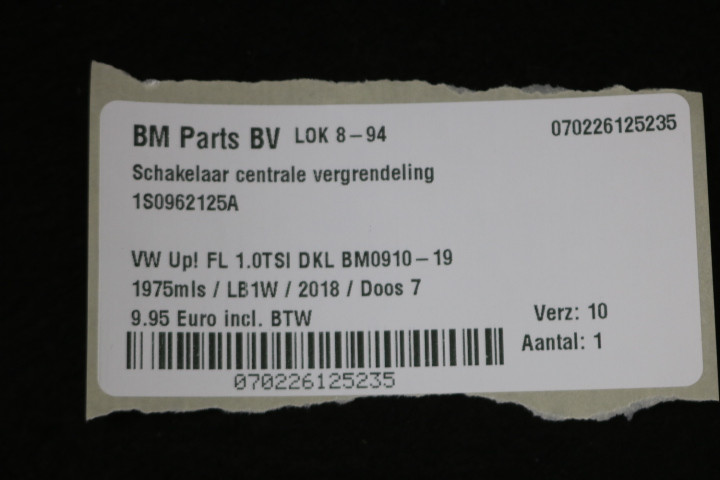 BM Parts BV LOK 8-94 070226125235
Schakelaar centrale vergrendeling
1S0962125A
VW Up! FL 1.0TSI DKL BM0910-19
1975mls / LB1W / 2018 / Doos 7
9.95 Euro incl. BTW Verz: 10
Aantal: 1
070226125235